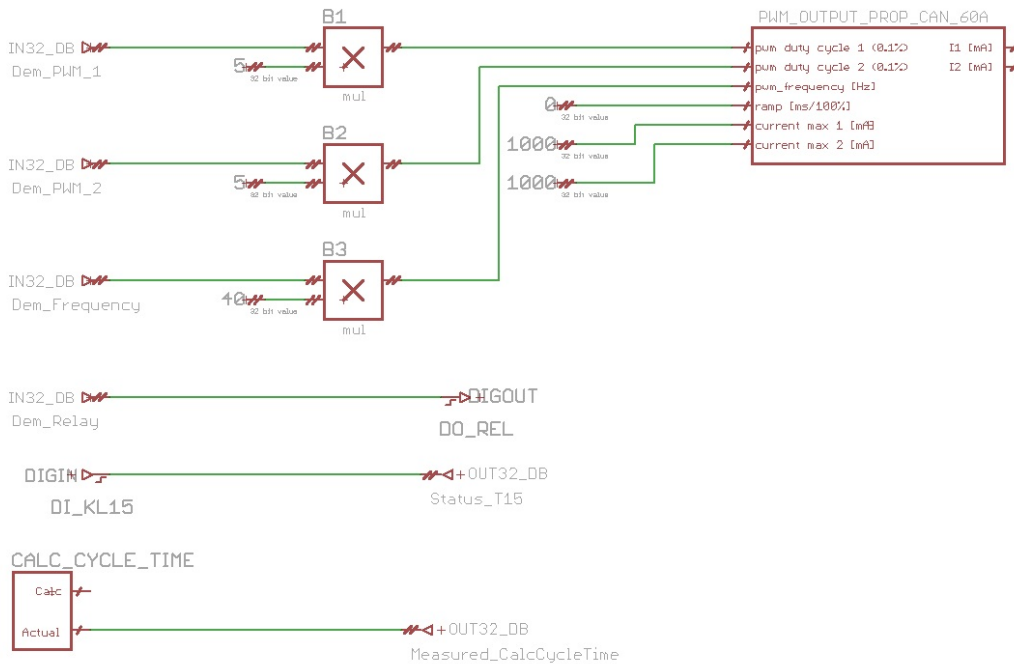 B1
PWM_OUTPUT_PROP_CAN_60A
IN32_DB
Dem_PWM_1
5
32 bit value
mul
pwm duty cycle 1 (0.1%)
I1 [mA]
pwm duty cycle 2 (0.1%)
I2 [mA]
pwm_frequency [Hz]
0
32 bit value
ramp [ms/100%]
1000
32 bit value
current max 1 [mA]
current max 2 [mA]
1000
32 bit value
B2
IN32_DB
Dem_PWM_2
5
32 bit value
mul
B3
IN32_DB
Dem_Frequency
40
32 bit value
mul
IN32_DB
Dem_Relay
DIGOUT
DO_REL
DIGIN
DI_KL15
OUT32_DB
Status_T15
CALC_CYCLE_TIME
Calc
Actual
OUT32_DB
Measured_CalcCycleTime